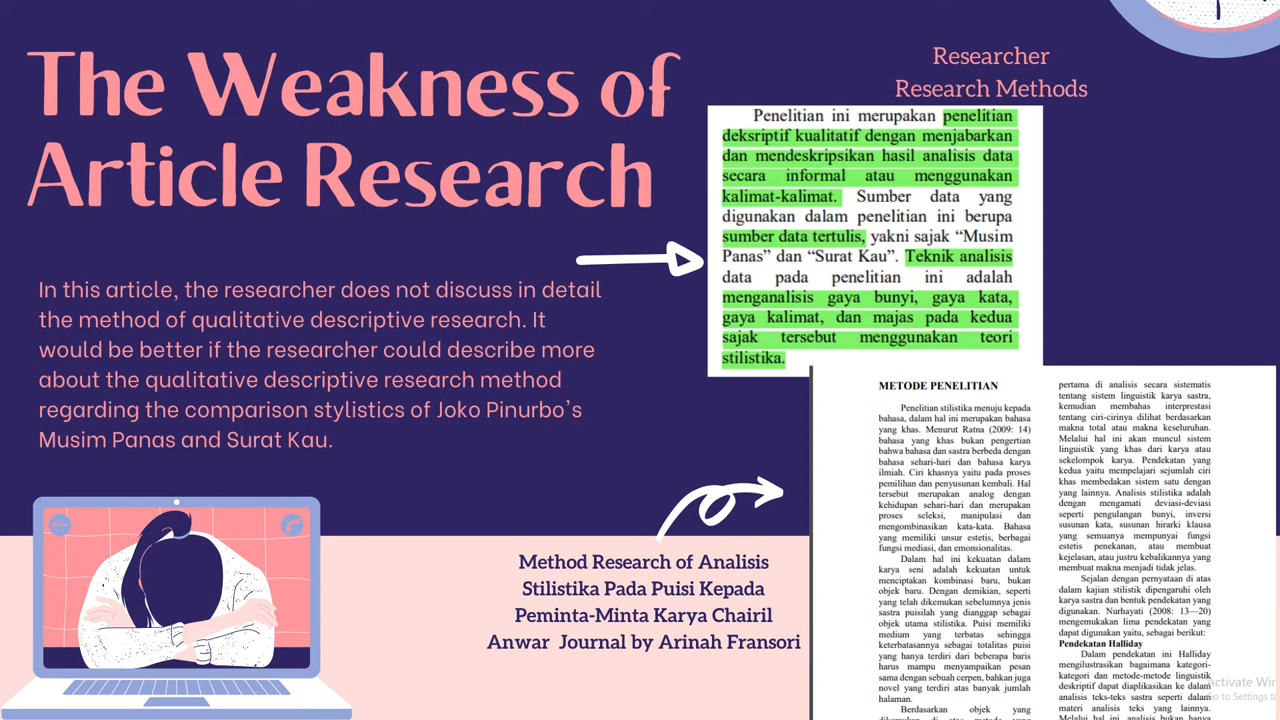 The Weakness of
Article Research
In this article, the researcher does not discuss in detail
the method of qualitative descriptive research. It
would be better if the researcher could describe more
about the qualitative descriptive research method
regarding the comparison stylistics of Joko Pinurbo's
Musim Panas and Surat Kau.
Researcher
Research Methods
Penelitian ini merupakan penelitian
deksriptif kualitatif dengan menjabarkan
dan mendeskripsikan hasil analisis data
secara informal atau menggunakan
kalimat-kalimat. Sumber data yang
digunakan dalam penelitian ini berupa
sumber data tertulis, yakni sajak “Musim
Panas” dan “Surat Kau”. Teknik analisis
data pada penelitian ini adalah
menganalisis gaya bunyi, gaya kata,
gaya kalimat, dan majas pada kedua
sajak tersebut menggunakan teori
stilistika.
Method Research of Analisis
Stilistika Pada Puisi Kepada
Peminta-Minta Karya Chairil
Anwar Journal by Arinah Fransori
METODE PENELITIAN
Penelitian stilistika menuju kepada
bahasa, dalam hal ini merupakan bahasa
yang khas. Menurut Ratna (2009: 14)
bahasa yang khas bukan pengertian
bahwa bahasa dan sastra berbeda dengan
bahasa sehari-hari dan bahasa karya
ilmiah. Ciri khasnya yaitu pada proses
pemilihan dan penyusunan kembali. Hal
tersebut merupakan analog dengan
kehidupan sehari-hari dan merupakan
proses seleksi, manipulasi dan
mengombinasikan kata-kata. Bahasa
yang memiliki unsur estetis, berbagai
fungsi mediasi, dan emonsionalitas.
Dalam hal ini kekuatan dalam
karya seni adalah kekuatan untuk
menciptakan kombinasi baru, bukan
objek baru. Dengan demikian, seperti
yang telah dikemukan sebelumnya jenis
sastra puisilah yang dianggap sebagai
objek utama stilistika. Puisi memiliki
medium yang terbatas sehingga
keterbatasannya sebagai totalitas puisi
yang hanya terdiri dari beberapa baris
harus mampu menyampaikan pesan
sama dengan sebuah cerpen, bahkan juga
novel yang terdiri atas banyak jumlah
halaman.
Berdasarkan objek yang
pertama di analisis secara sistematis
tentang sistem linguistik karya sastra,
kemudian membahas interprestasi
tentang ciri-cirinya dilihat berdasarkan
makna total atau makna keseluruhan.
Melalui hal ini akan muncul sistem
linguistik yang khas dari karya atau
sekelompok karya. Pendekatan yang
kedua yaitu mempelajari sejumlah ciri
khas membedakan sistem satu dengan
yang lainnya. Analisis stilistika adalah
dengan mengamati deviasi-deviasi
seperti pengulangan bunyi, inversi
susunan kata, susunan hirarki klausa
yang semuanya mempunyai fungsi
estetis penekanan, atau membuat
kejelasan, atau justru kebalikannya yang
membuat makna menjadi tidak jelas.
Sejalan dengan pernyataan di atas
dalam kajian stilistik dipengaruhi oleh
karya sastra dan bentuk pendekatan yang
digunakan. Nurhayati (2008: 13—20)
mengemukakan lima pendekatan yang
dapat digunakan yaitu, sebagai berikut:
Pendekatan Halliday
Dalam pendekatan ini Halliday
mengilustrasikan bagaimana kategori-
kategori dan metode-metode linguistik
deskriptif dapat diaplikasikan ke dalam
analisis teks-teks sastra seperti dalam
materi analisis teks yang lainnya.
Melalui hal ini analisis bukan hanya
Activate Win
Go to Settings to